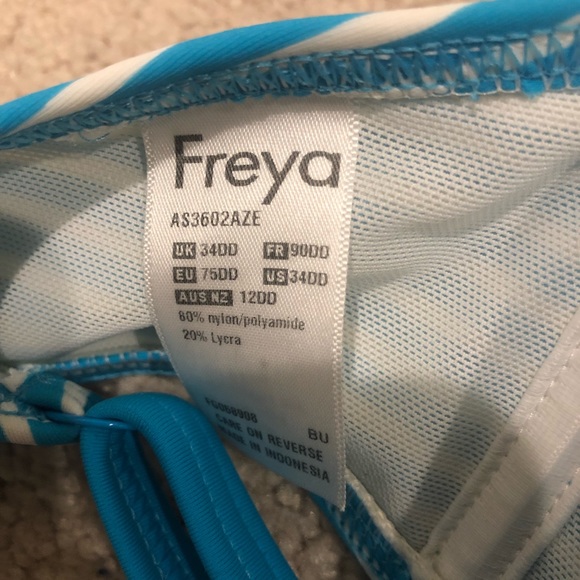 Freya
AS3602AZE
UK 34DD FR 90DD
EU 75DD US 34DD
AUS NZ 12DD
80% nylon/polyamide
20% Lycra
BU
CARE ON REVERSE
MADE IN INDONESIA